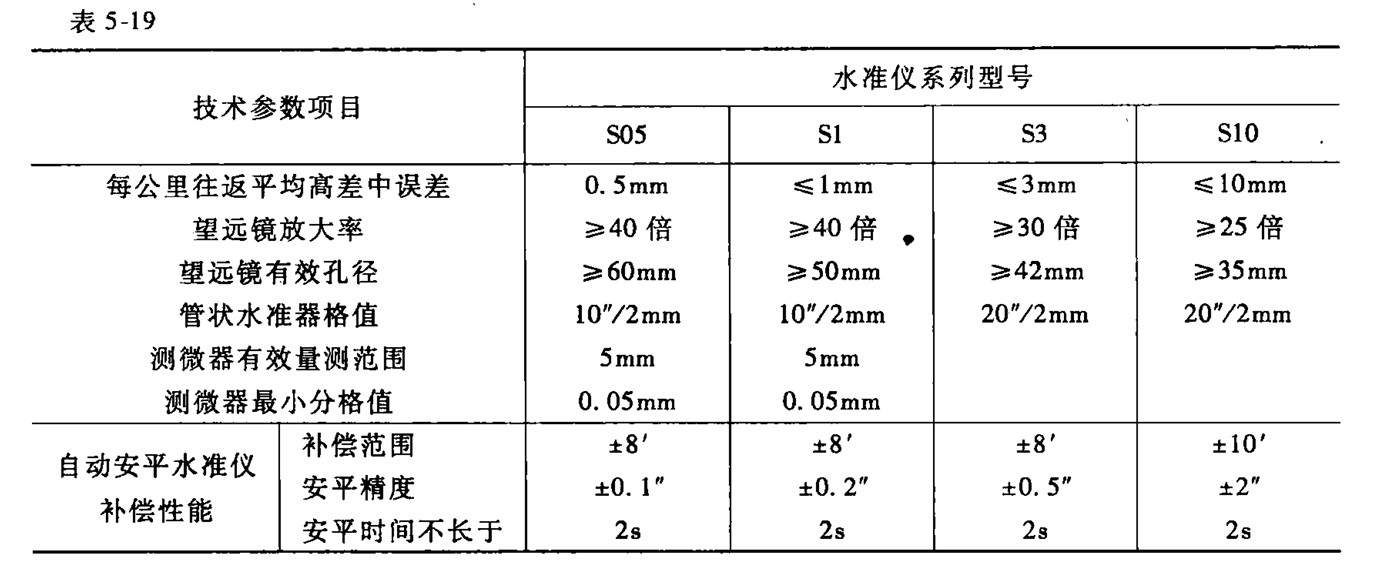 表 5-19
技术参数项目
水准仪系列型号
S05 S1 S3 S10
每公里往返平均高差中误差 0.5mm ≤1mm ≤3mm ≤10mm
望远镜放大率 ≥40 倍 ≥40 倍 ≥30 倍 ≥25 倍
望远镜有效孔径 ≥60mm ≥50mm ≥42mm ≥35mm
管状水准器格值 10″/2mm 10″/2mm 20″/2mm 20″/2mm
测微器有效量测范围 5mm 5mm
测微器最小分格值 0.05mm 0.05mm
自动安平水准仪
补偿性能
补偿范围 ±8′ ±8′ ±8′ ±10′
安平精度 ±0.1″ ±0.2″ ±0.5″ ±2″
安平时间不长于 2s 2s 2s 2s